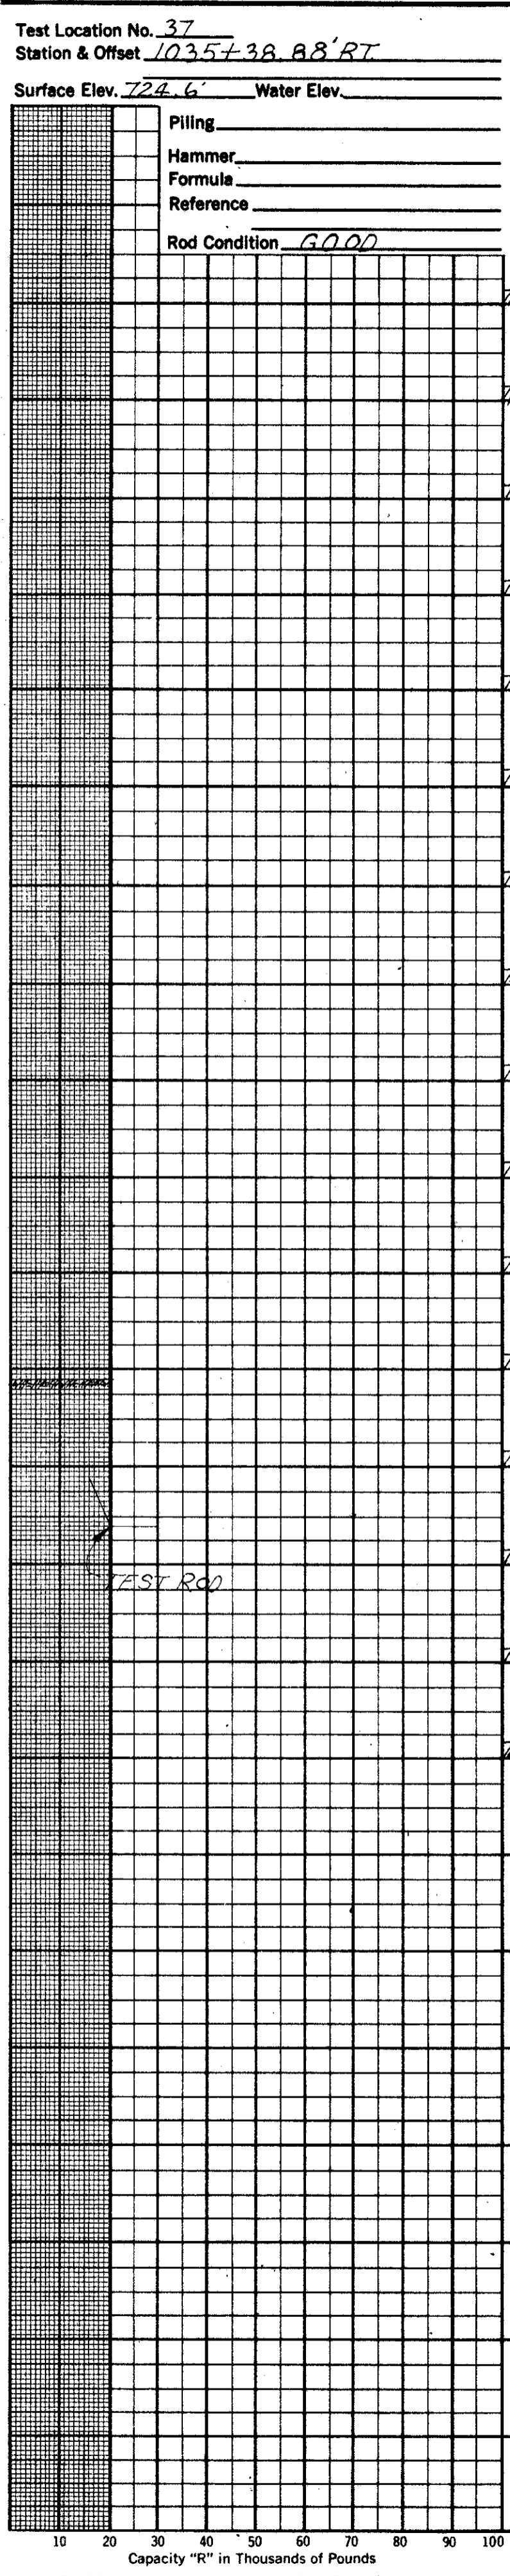 Test Location No. 37
Station & Offset 1035+38.88'RT.
Surface Elev. 724.6' Water Elev.
Piling
Hammer
Formula
Reference
Rod Condition GOOD
TEST ROD
10 20 30 40 50 60 70 80 90 100
Capacity "R" in Thousands of Pounds